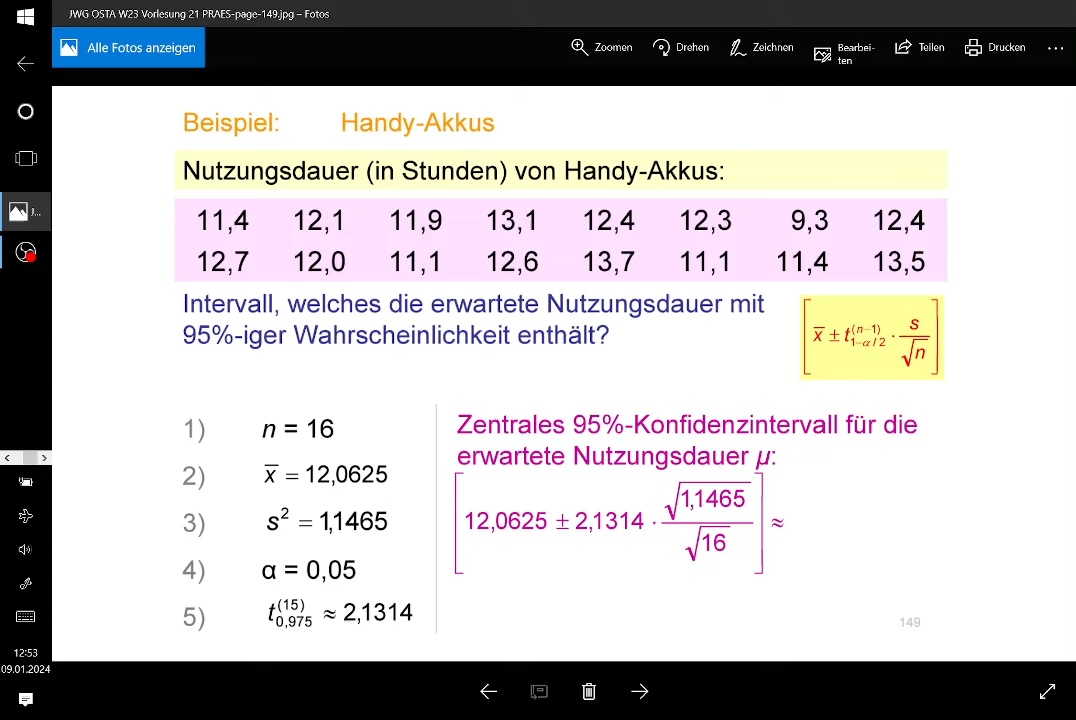 JWG OSTA W23 Vorlesung 21 PRAES-page-149.jpg – Fotos
Alle Fotos anzeigen
Zoomen
Drehen
Zeichnen
Bearbei-
ten
Teilen
Drucken
Beispiel: Handy-Akkus
Nutzungsdauer (in Stunden) von Handy-Akkus:
11,4 12,1 11,9 13,1 12,4 12,3 9,3 12,4
12,7 12,0 11,1 12,6 13,7 11,1 11,4 13,5
Intervall, welches die erwartete Nutzungsdauer mit
95%-iger Wahrscheinlichkeit enthält?
[x̅ ± t_{1−α/2}^{(n−1)} · s/√n]
1) n = 16
2) x̅ = 12,0625
3) s² = 1,1465
4) α = 0,05
5) t_{0,975}^{(15)} ≈ 2,1314
Zentrales 95%-Konfidenzintervall für die
erwartete Nutzungsdauer μ:
[12,0625 ± 2,1314 · √1,1465/√16] ≈
149
J...
12:53
09.01.2024